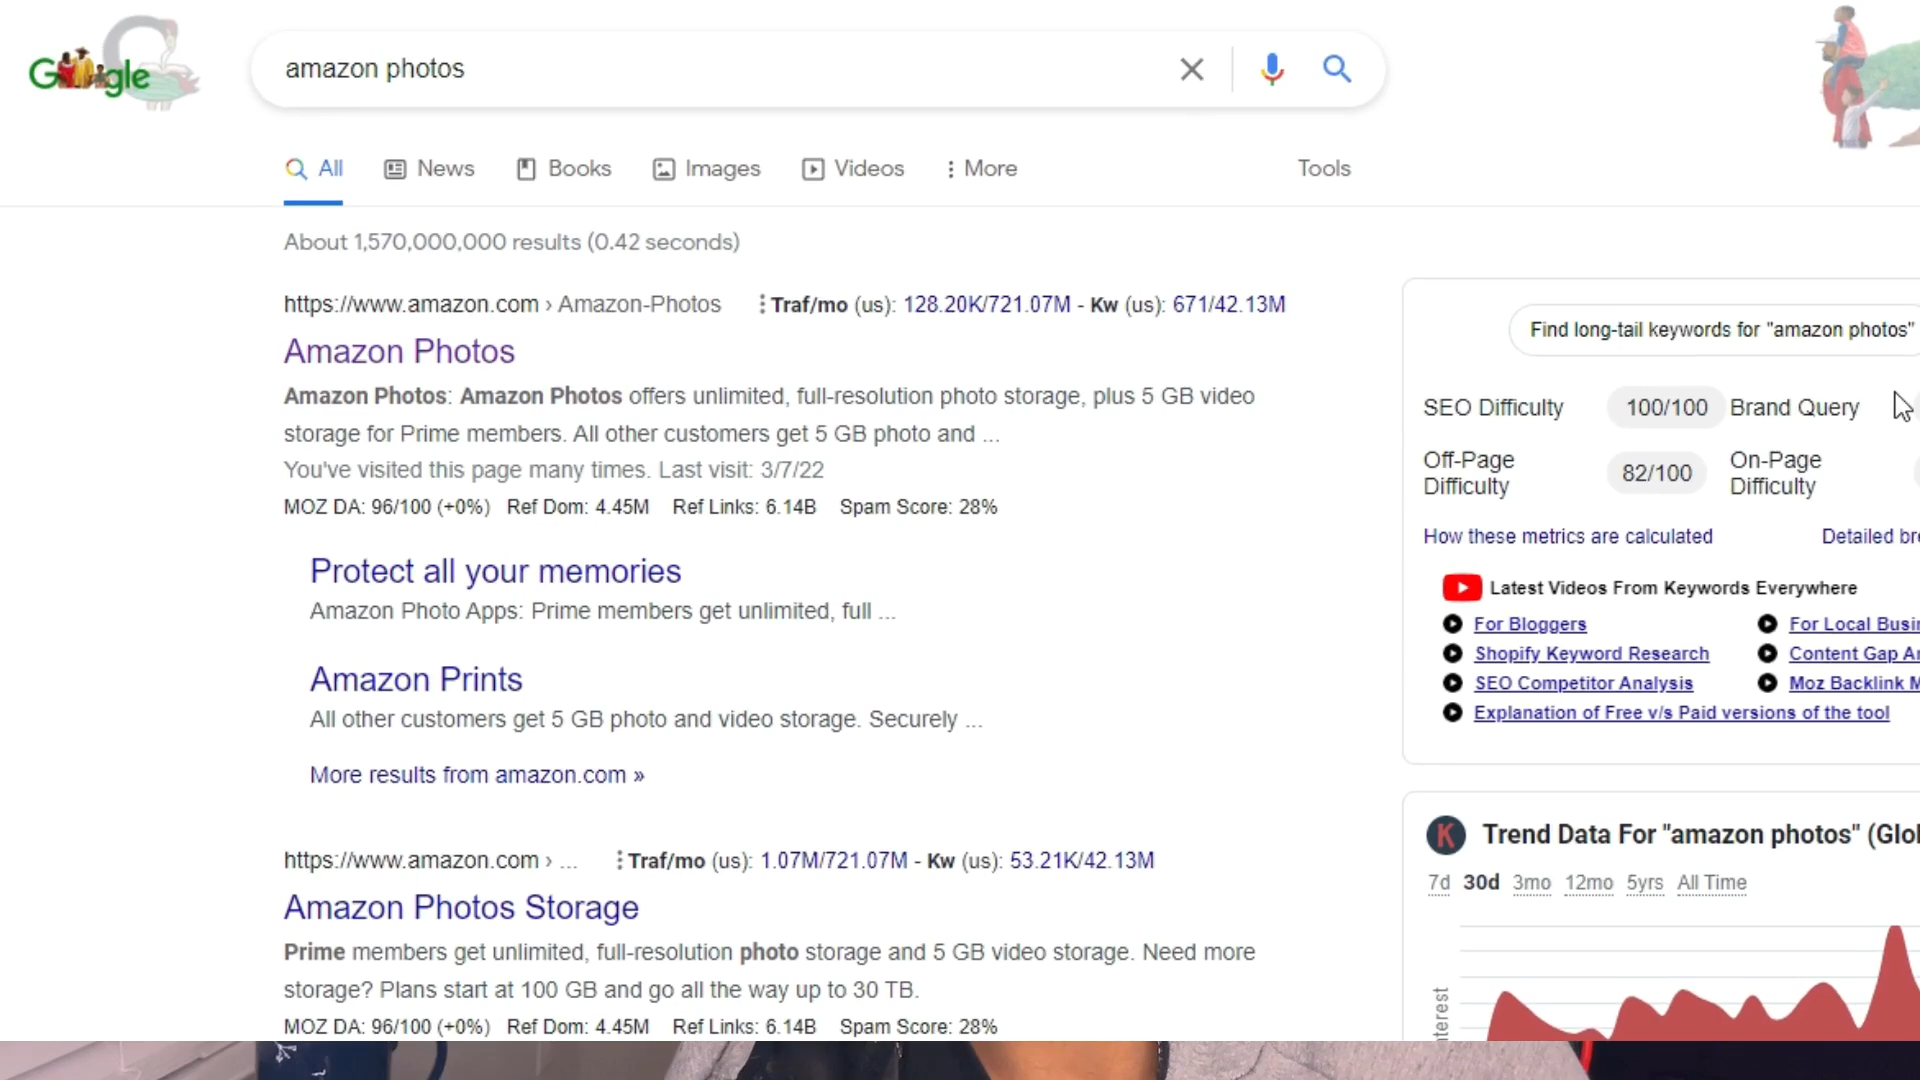 Google
amazon photos
All
News
Books
Images
Videos
More
Tools
About 1,570,000,000 results (0.42 seconds)
https://www.amazon.com › Amazon-Photos
Traf/mo (us): 128.20K/721.07M - Kw (us): 671/42.13M
Amazon Photos
Amazon Photos: Amazon Photos offers unlimited, full-resolution photo storage, plus 5 GB video
storage for Prime members. All other customers get 5 GB photo and ...
You've visited this page many times. Last visit: 3/7/22
MOZ DA: 96/100 (+0%) Ref Dom: 4.45M Ref Links: 6.14B Spam Score: 28%
Protect all your memories
Amazon Photo Apps: Prime members get unlimited, full ...
Amazon Prints
All other customers get 5 GB photo and video storage. Securely ...
More results from amazon.com »
https://www.amazon.com › ...
Traf/mo (us): 1.07M/721.07M - Kw (us): 53.21K/42.13M
Amazon Photos Storage
Prime members get unlimited, full-resolution photo storage and 5 GB video storage. Need more
storage? Plans start at 100 GB and go all the way up to 30 TB.
MOZ DA: 96/100 (+0%) Ref Dom: 4.45M Ref Links: 6.14B Spam Score: 28%
Find long-tail keywords for "amazon photos"
SEO Difficulty 100/100 Brand Query
Off-Page
Difficulty
82/100
On-Page
Difficulty
How these metrics are calculated
Detailed
Latest Videos From Keywords Everywhere
For Bloggers
For Local
Shopify Keyword Research
Content Gap
SEO Competitor Analysis
Moz Backlink
Explanation of Free v/s Paid versions of the tool
K
Trend Data For "amazon photos"
7d 30d 3mo 12mo 5yrs All Time